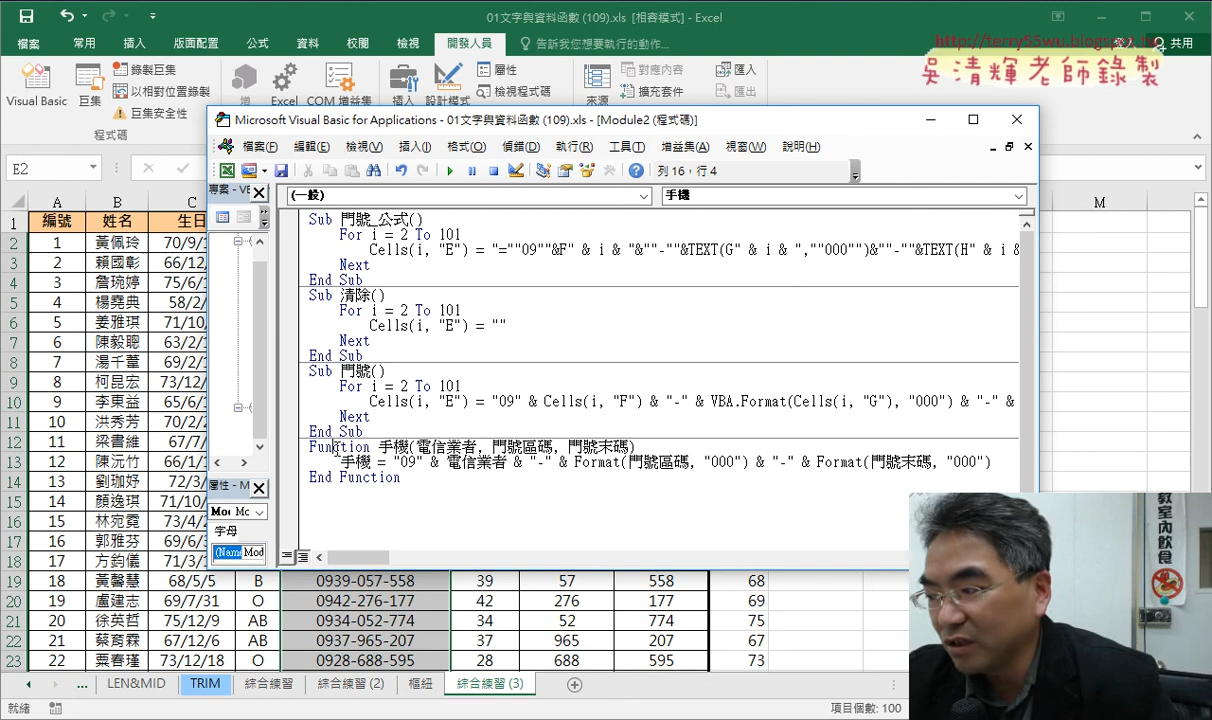 01文字與資料函數 (109).xls [相容模式] - Excel
檔案 常用 插入 版面配置 公式 資料 校閱 檢視 開發人員 告訴我您想要執行的動作... 登入 共用
http://terry55wu.blogspot.tw
吳清輝老師錄製
Visual Basic 巨集 錄製巨集 以相對位置錄製 巨集安全性
增 Excel COM 增益集 插入 設計模式 屬性 檢視程式碼 來源 對應內容 擴充套件 匯入 匯出
程式碼
Microsoft Visual Basic for Applications - 01文字與資料函數 (109).xls - [Module2 (程式碼)]
檔案(F) 編輯(E) 檢視(V) 插入(I) 格式(O) 偵錯(D) 執行(R) 工具(T) 增益集(A) 視窗(W) 說明(H)
列 16，行 4
E2
專案 - VB
(一般) 手機
Sub 門號_公式()
For i = 2 To 101
Cells(i, "E") = "=""09""&F" & i & "&""-""&TEXT(G" & i & ",""000"")&""-""&TEXT(H" & i &
Next
End Sub
Sub 清除()
For i = 2 To 101
Cells(i, "E") = ""
Next
End Sub
Sub 門號()
For i = 2 To 101
Cells(i, "E") = "09" & Cells(i, "F") & "-" & VBA.Format(Cells(i, "G"), "000") & "-" &
Next
End Sub
Function 手機(電信業者, 門號區碼, 門號末碼)
手機 = "09" & 電信業者 & "-" & Format(門號區碼, "000") & "-" & Format(門號末碼, "000")
End Function
屬性 - M
Mo Mo
字母
(Name Mod
A B C M
1 編號 姓名 生日
2 1 黃佩玲 70/9/1
3 2 賴國彰 66/12/
4 3 詹琬婷 75/6/1
5 4 楊堯典 58/2/
6 5 姜雅琪 71/10/
7 6 陳毅聰 63/2/1
8 7 湯千葦 69/2/1
9 8 柯昆宏 73/12/
10 9 李東益 65/6/1
11 10 洪秀芳 70/2/
12 11 梁書維 67/7/
13 12 陳沅竹 66/1/
14 13 劉珈妤 72/3/
15 14 顏逸琪 71/10/
16 15 林宛霓 73/4/2
17 16 郭雅芬 69/6/
18 17 方鈞儀 71/3/
19 18 黃馨慧 68/5/5 B 0939-057-558 39 57 558 68
20 19 盧建志 69/7/31 O 0942-276-177 42 276 177 69
21 20 徐英哲 75/12/9 AB 0934-052-774 34 52 774 75
22 21 蔡育霖 67/12/6 AB 0937-965-207 37 965 207 67
23 22 粟春瑾 73/12/18 O 0928-688-595 28 688 595 73
教室內飲食
... LEN&MID TRIM 綜合練習 綜合練習 (2) 樞紐 綜合練習 (3)
就緒 項目個數: 100